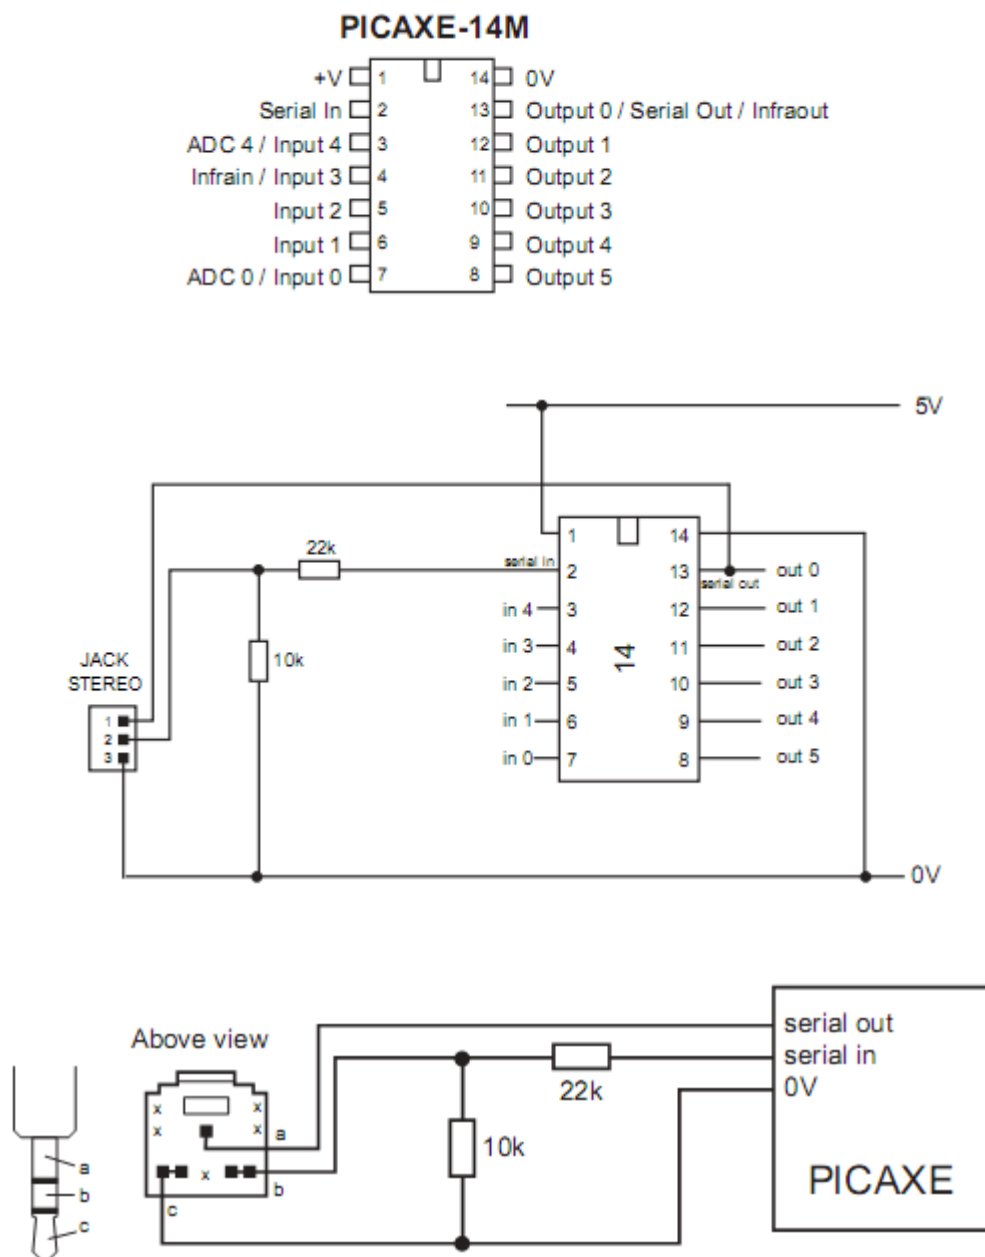 PICAXE-14M
+V 1 14 0V
Serial In 2 13 Output 0 / Serial Out / Infraout
ADC 4 / Input 4 3 12 Output 1
Infrain / Input 3 4 11 Output 2
Input 2 5 10 Output 3
Input 1 6 9 Output 4
ADC 0 / Input 0 7 8 Output 5
5V
1 14
22k serial in 2 13 serial out out 0
in 4 3 12 out 1
in 3 4 11 out 2
10k
14
JACK
STEREO
in 2 5 10 out 3
1 in 1 6 9 out 4
2
3 in 0 7 8 out 5
0V
Above view
serial out
serial in
22k
0V
x x
x x
a
10k
a
x
b
b
c
c
PICAXE